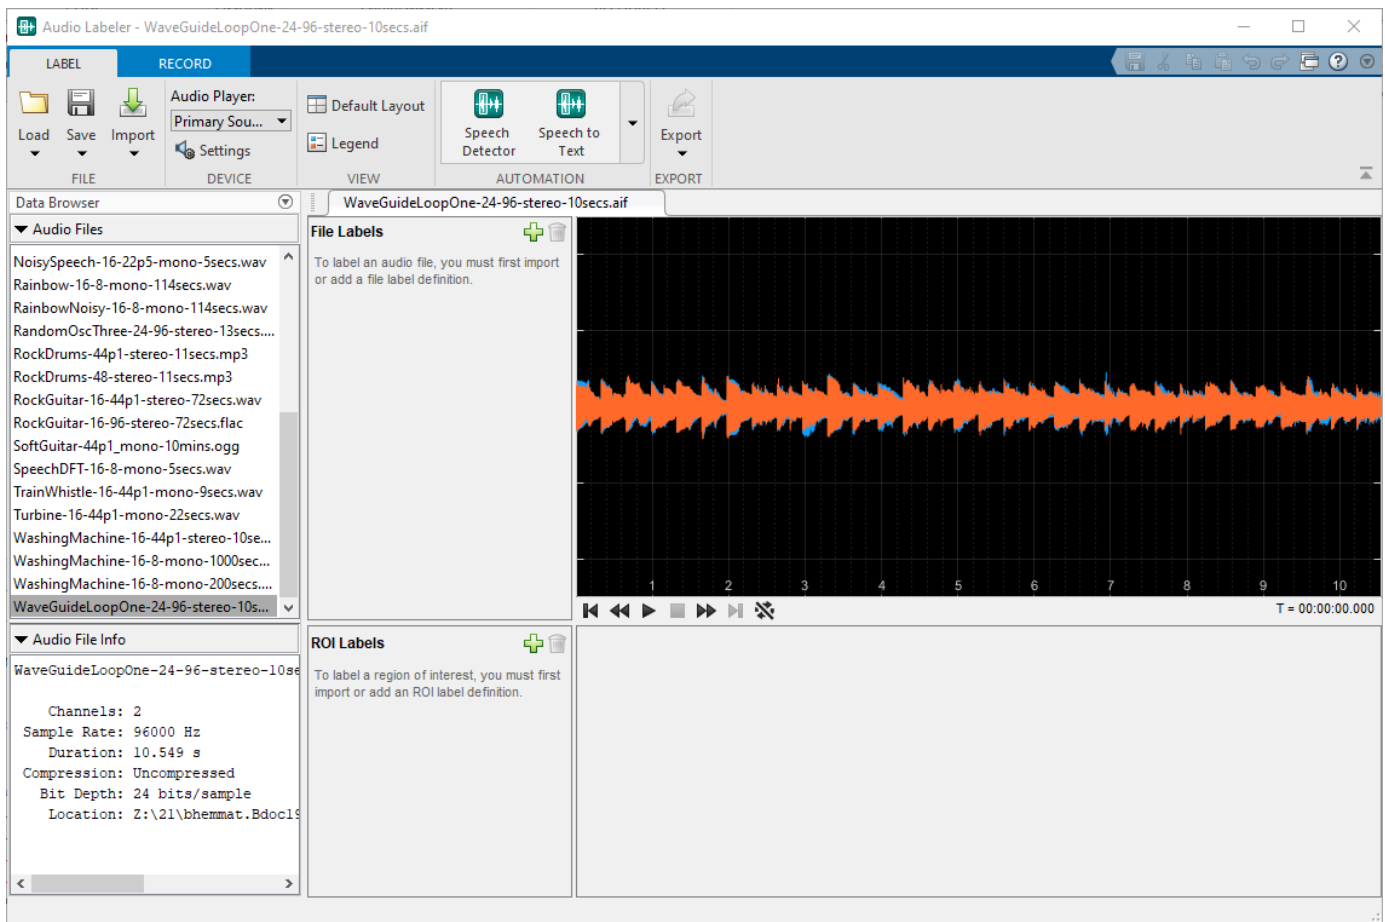 Audio Labeler - WaveGuideLoopOne-24-96-stereo-10secs.aif
LABEL
RECORD
Load
Save
Import
FILE
Audio Player:
Primary Sou...
Settings
DEVICE
Default Layout
Legend
VIEW
Speech
Detector
Speech to
Text
AUTOMATION
Export
EXPORT
Data Browser
Audio Files
NoisySpeech-16-22p5-mono-5secs.wav
Rainbow-16-8-mono-114secs.wav
RainbowNoisy-16-8-mono-114secs.wav
RandomOscThree-24-96-stereo-13secs....
RockDrums-44p1-stereo-11secs.mp3
RockDrums-48-stereo-11secs.mp3
RockGuitar-16-44p1-stereo-72secs.wav
RockGuitar-16-96-stereo-72secs.flac
SoftGuitar-44p1_mono-10mins.ogg
SpeechDFT-16-8-mono-5secs.wav
TrainWhistle-16-44p1-mono-9secs.wav
Turbine-16-44p1-mono-22secs.wav
WashingMachine-16-44p1-stereo-10se...
WashingMachine-16-8-mono-1000sec...
WashingMachine-16-8-mono-200secs....
WaveGuideLoopOne-24-96-stereo-10s...
Audio File Info
WaveGuideLoopOne-24-96-stereo-10se
Channels: 2
Sample Rate: 96000 Hz
Duration: 10.549 s
Compression: Uncompressed
Bit Depth: 24 bits/sample
Location: Z:\21\bhemmat.Bdoc19
WaveGuideLoopOne-24-96-stereo-10secs.aif
File Labels
To label an audio file, you must first import
or add a file label definition.
1 2 3 4 5 6 7 8 9 10
T = 00:00:00.000
ROI Labels
To label a region of interest, you must first
import or add an ROI label definition.